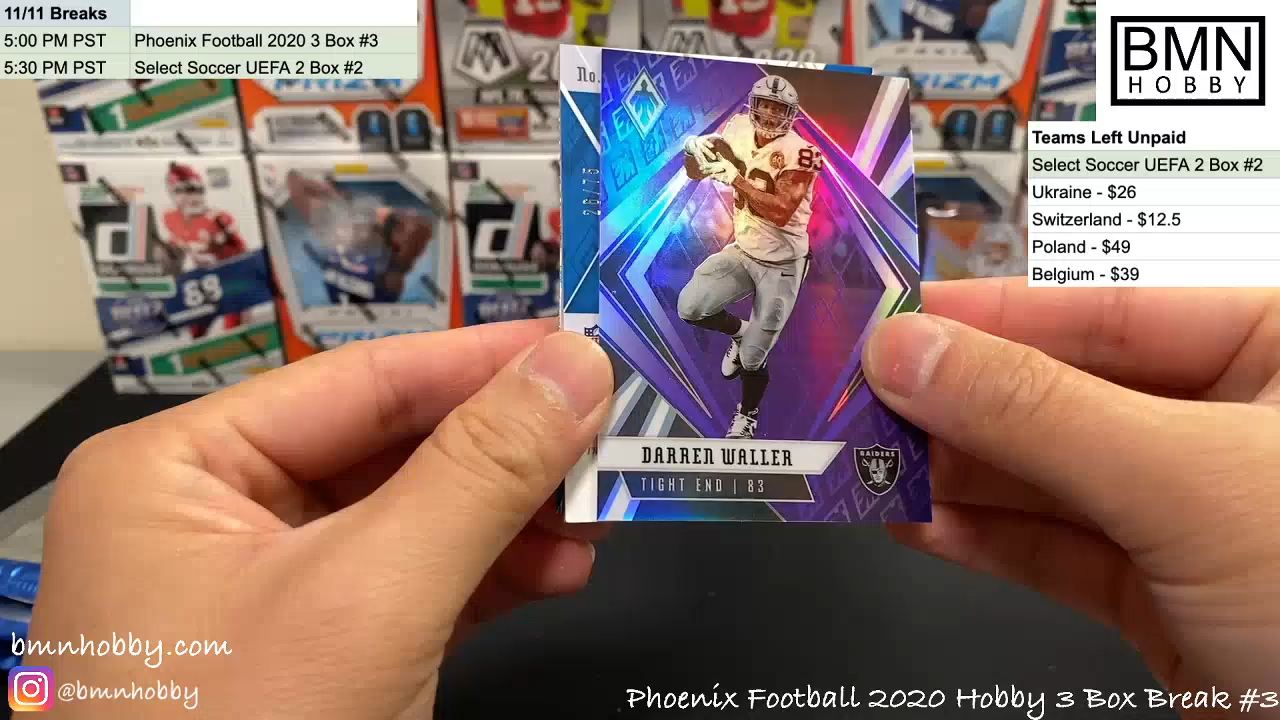 11/11 Breaks
5:00 PM PST Phoenix Football 2020 3 Box #3
5:30 PM PST Select Soccer UEFA 2 Box #2
BMN
HOBBY
Teams Left Unpaid
Select Soccer UEFA 2 Box #2
Ukraine - $26
Switzerland - $12.5
Poland - $49
Belgium - $39
No.
83
DARREN WALLER
TIGHT END | 83
RAIDERS
89
bmnhobby.com
@bmnhobby
Phoenix Football 2020 Hobby 3 Box Break #3